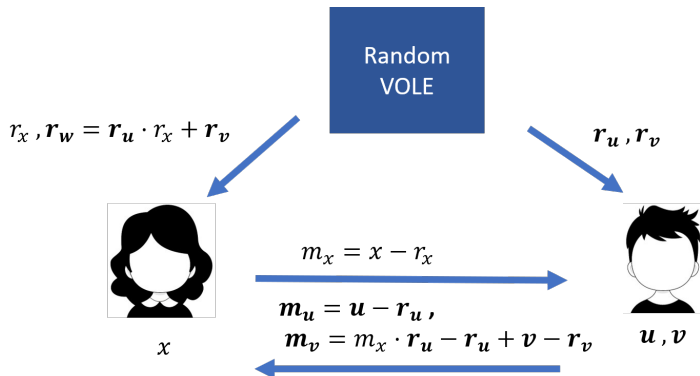 Random
VOLE
r_x , r_w = r_u · r_x + r_v
r_u , r_v
m_x = x − r_x
m_u = u − r_u ,
m_v = m_x · r_u − r_u + v − r_v
x
u , v